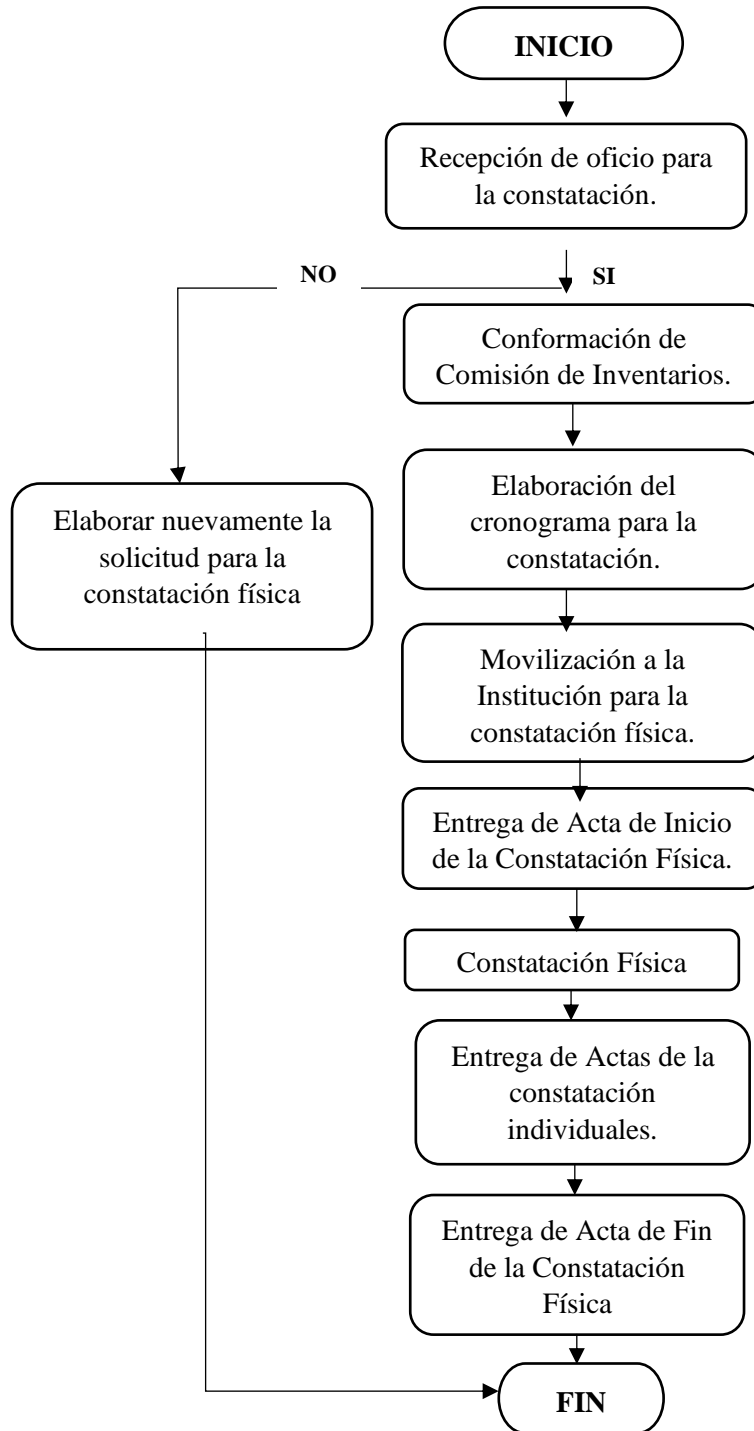 INICIO
Recepción de oficio para
la constatación.
NO
SI
Conformación de
Comisión de Inventarios.
Elaborar nuevamente la
solicitud para la
constatación física
Elaboración del
cronograma para la
constatación.
Movilización a la
Institución para la
constatación física.
Entrega de Acta de Inicio
de la Constatación Física.
Constatación Física
Entrega de Actas de la
constatación
individuales.
Entrega de Acta de Fin
de la Constatación
Física
FIN